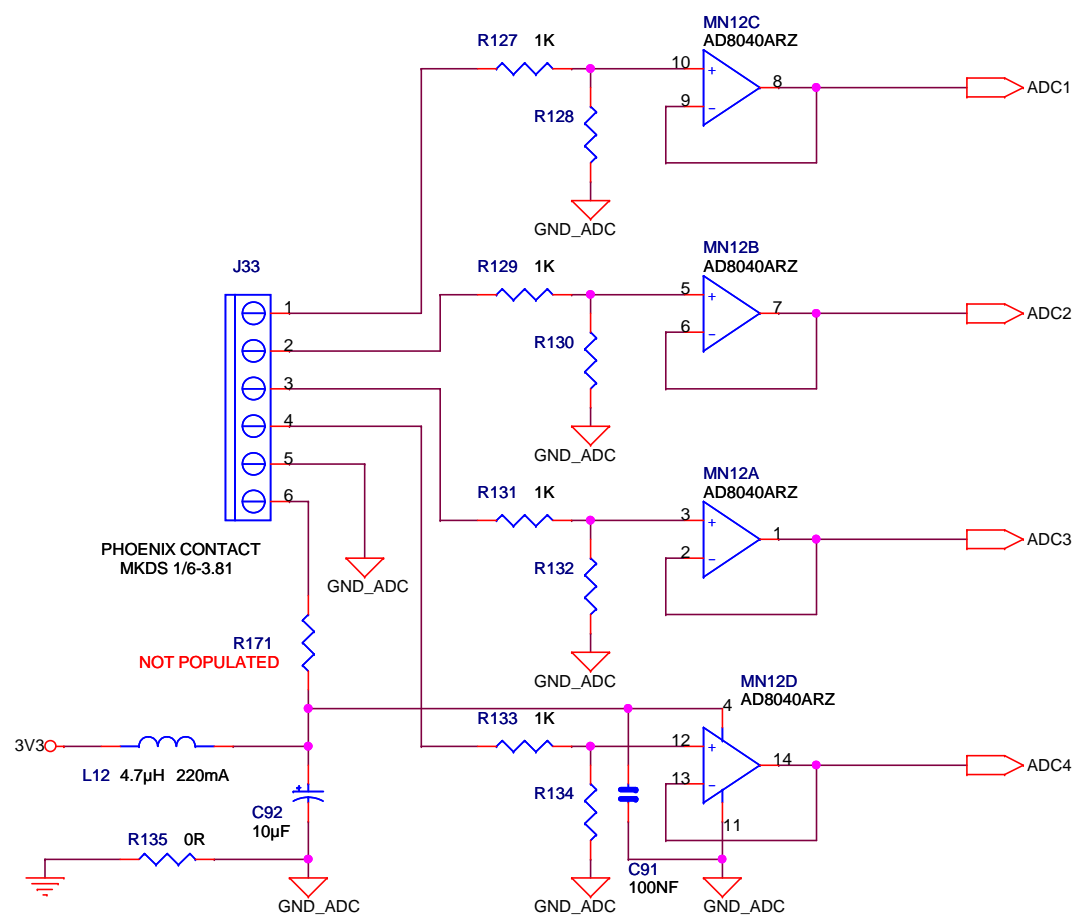 MN12C
AD8040ARZ
R127 1K
10
+
8
9
−
ADC1
R128
GND_ADC
MN12B
AD8040ARZ
J33
R129 1K
5
+
7
6
−
ADC2
1
2
3
4
5
6
R130
GND_ADC
MN12A
AD8040ARZ
R131 1K
3
+
1
2
−
ADC3
PHOENIX CONTACT
MKDS 1/6-3.81
GND_ADC
R132
GND_ADC
R171
NOT POPULATED
MN12D
AD8040ARZ
4
R133 1K
12
+
14
13
−
11
ADC4
3V3
L12 4.7µH 220mA
R134
+
C92
10µF
R135 0R
C91
100NF
GND_ADC
GND_ADC
GND_ADC